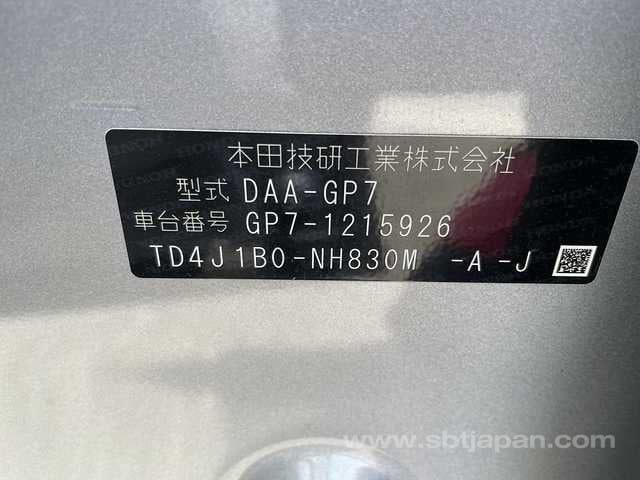 本田技研工業株式会社
型式 DAA-GP7
車台番号 GP7-1215926
TD4J1B0-NH830M -A -J
www.sbtjapan.com